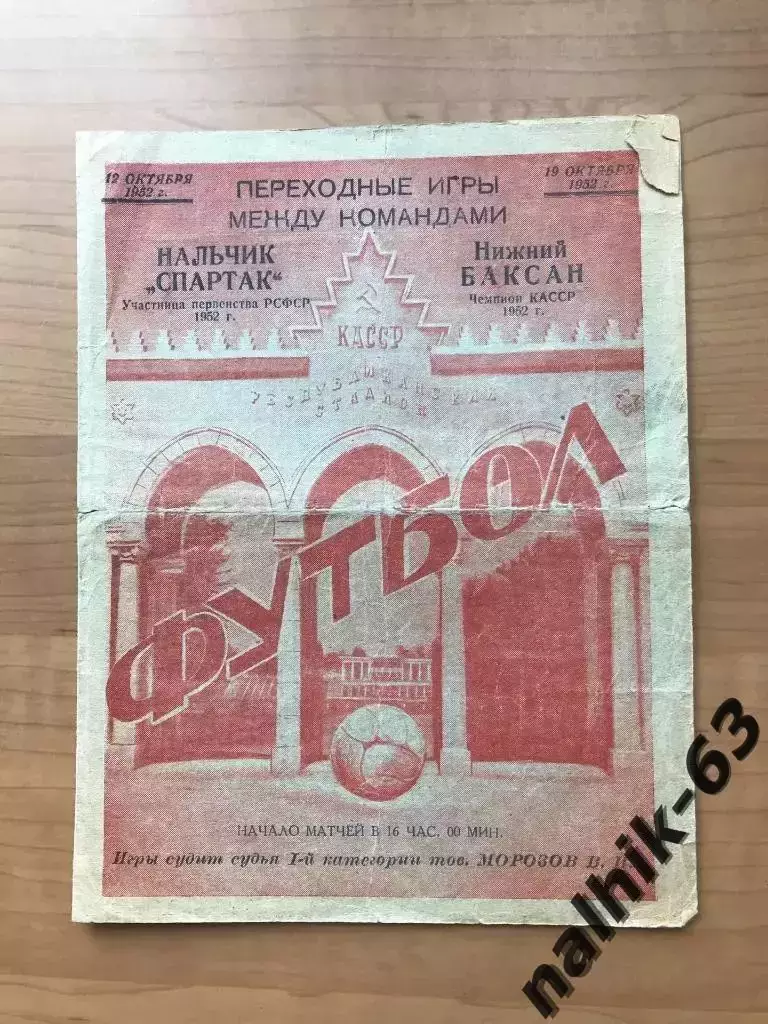 12 ОКТЯБРЯ
1952 г.
19 ОКТЯБРЯ
1952 г.
ПЕРЕХОДНЫЕ ИГРЫ
МЕЖДУ КОМАНДАМИ
НАЛЬЧИК
„СПАРТАК“
Участница первенства РСФСР
1952 г.
Нижний
БАКСАН
Чемпион КАССР
1952 г.
КАССР
РЕСПУБЛИКАНСКИЙ
СТАДИОН
ФУТБОЛ
НАЧАЛО МАТЧЕЙ В 16 ЧАС. 00 МИН.
Игры судит судья 1-й категории тов. МОРОЗОВ В.
nalhik-63